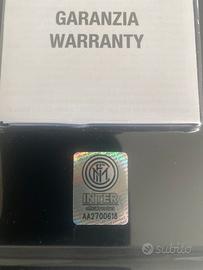 GARANZIA
WARRANTY
INTER
AA2700618
subito